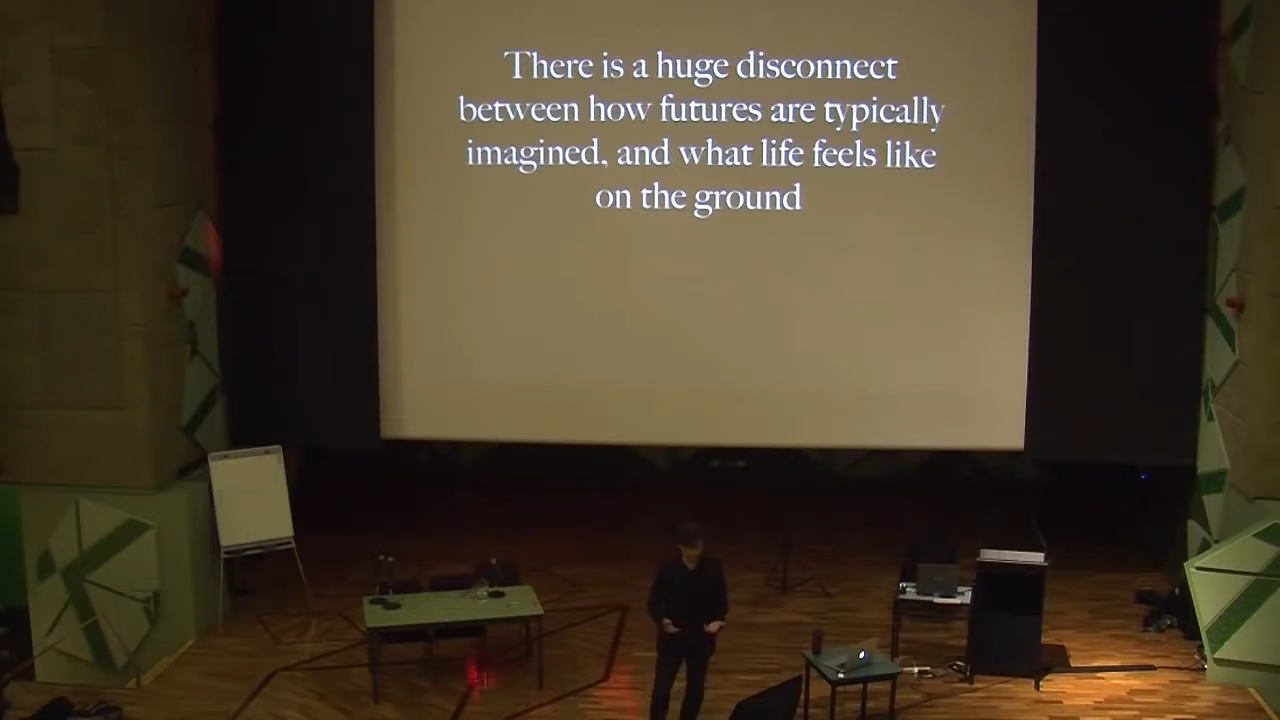 There is a huge disconnect
between how futures are typically
imagined, and what life feels like
on the ground